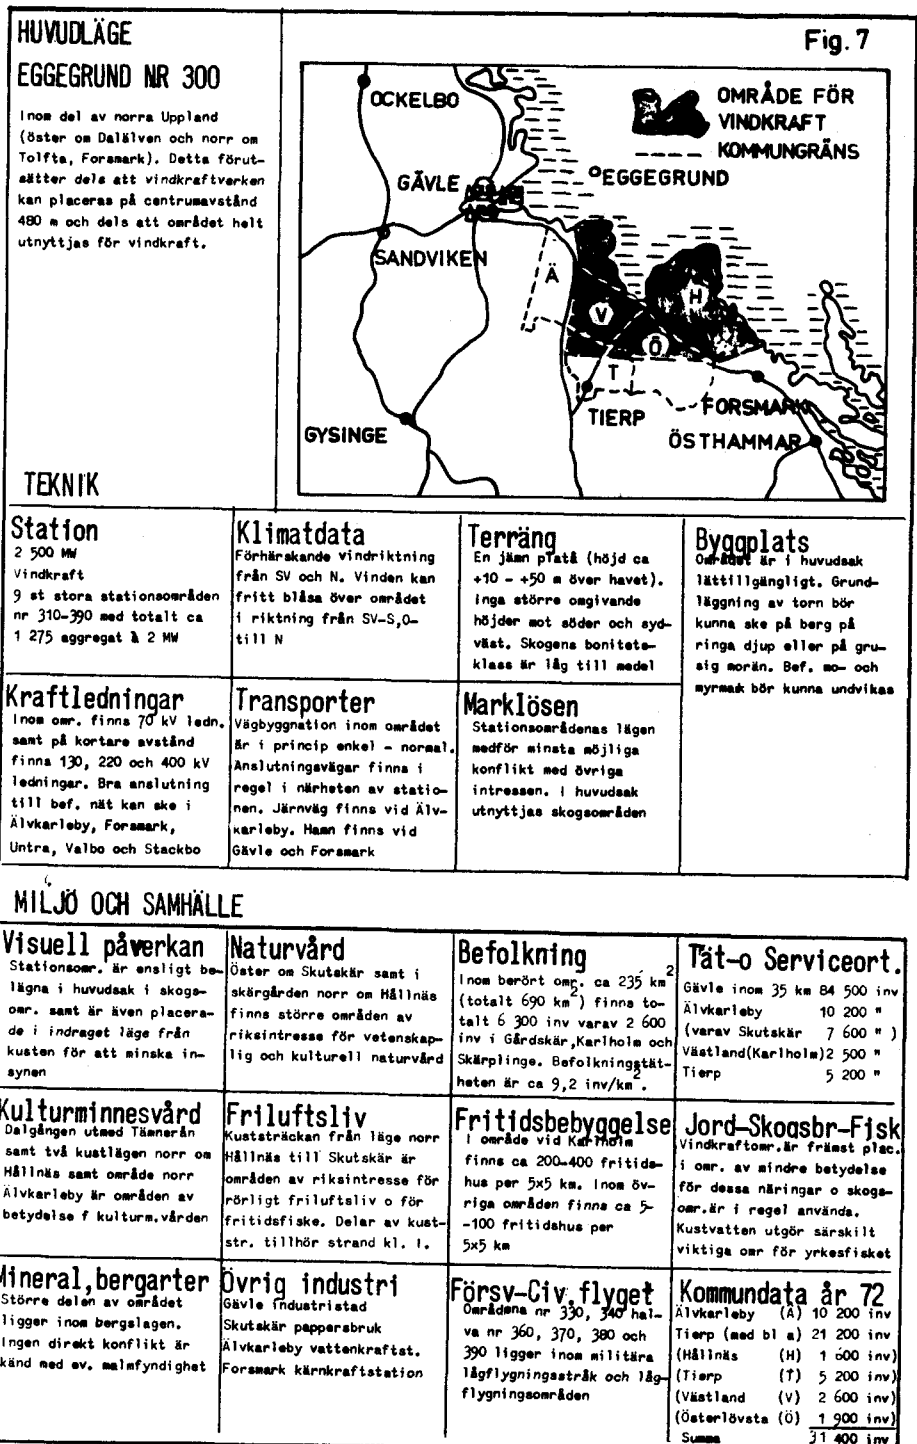 HUVUDLÄGE
EGGEGRUND NR 300
Inom del av norra Uppland
(öster om Dalälven och norr om
Tolfta, Forsmark). Detta förut-
sätter dels att vindkraftverken
kan placeras på centrumavstånd
480 m och dels att området helt
utnyttjas för vindkraft.
Fig. 7
OMRÅDE FÖR
VINDKRAFT
KOMMUNGRÄNS
OCKELBO
GÄVLE
EGGEGRUND
SANDVIKEN
Ä
V
H
Ö
T
TIERP
FORSMARK
ÖSTHAMMAR
GYSINGE
TEKNIK
Station
2 500 MW
Vindkraft
9 st stora stationsområden
nr 310-390 med totalt ca
1 275 aggregat à 2 MW
Klimatdata
Förhärskande vindriktning
från SV och N. Vinden kan
fritt blåsa över området
i riktning från SV-S,O-
till N
Terräng
En jämn platå (höjd ca
+10 - +50 m över havet).
Inga större omgivande
höjder mot söder och syd-
väst. Skogens bonitets-
klass är låg till medel
Byggplats
Området är i huvudsak
lättillgängligt. Grund-
läggning av torn bör
kunna ske på berg på
ringa djup eller på gru-
sig morän. Bef. mo- och
myrmark bör kunna undvikas
Kraftledningar
Inom omr. finns 70 kV ledn.
samt på kortare avstånd
finns 130, 220 och 400 kV
ledningar. Bra anslutning
till bef. nät kan ske i
Älvkarleby, Forsmark,
Untra, Valbo och Stackbo
Transporter
Vägbyggnation inom området
är i princip enkel - normal.
Anslutningsvägar finns i
regel i närheten av statio-
nen. Järnväg finns vid Älv-
karleby. Hamn finns vid
Gävle och Forsmark
Marklösen
Stationsområdenas lägen
medför minsta möjliga
konflikt med övriga
intressen. I huvudsak
utnyttjas skogsområden
MILJÖ OCH SAMHÄLLE
Visuell påverkan
Stationsomr. är ensligt be-
lägna i huvudsak i skogs-
omr. samt är även placera-
de i indraget läge från
kusten för att minska in-
synen
Naturvård
Öster om Skutskär samt i
skärgården norr om Hållnäs
finns större områden av
riksintresse för vetenskap-
lig och kulturell naturvård
Befolkning
Inom berört omr. ca 235 km²
(totalt 690 km²) finns to-
talt 6 300 inv varav 2 600
inv i Gårdskär,Karlholm och
Skärplinge. Befolkningstät-
heten är ca 9,2 inv/km².
Tät-o Serviceort.
Gävle inom 35 km 84 500 inv
Älvkarleby 10 200 "
(varav Skutskär 7 600 " )
Västland(Karlholm)2 500 "
Tierp 5 200 "
Kulturminnesvård
Dalgången utmed Tämnerån
samt två kustlägen norr om
Hållnäs samt område norr
Älvkarleby är områden av
betydelse f kulturm.vården
Friluftsliv
Kuststräckan från läge norr
Hållnäs till Skutskär är
områden av riksintresse för
rörligt friluftsliv o för
fritidsfiske. Delar av kust-
str. tillhör strand kl. I.
Fritidsbebyggelse
I område vid Karlholm
finns ca 200-400 fritids-
hus per 5x5 km. Inom öv-
riga områden finns ca 5-
-100 fritidshus per
5x5 km
Jord-Skogsbr-Fisk
Vindkraftomr.är främst plac.
i omr. av mindre betydelse
för dessa näringar o skogs-
omr.är i regel använda.
Kustvatten utgör särskilt
viktiga omr för yrkesfisket
Mineral,bergarter
Större delen av området
ligger inom bergslagen.
Ingen direkt konflikt är
känd med ev. malmfyndighet
Övrig industri
Gävle industristad
Skutskär pappersbruk
Älvkarleby vattenkraftst.
Forsmark kärnkraftstation
Försv-Civ.flyget
Områdena nr 330, 340 hal-
va nr 360, 370, 380 och
390 ligger inom militära
lågflygningsstråk och låg-
flygningsområden
Kommundata år 72
Älvkarleby (Ä) 10 200 inv
Tierp (med bl a) 21 200 inv
(Hållnäs (H) 1 600 inv)
(Tierp (T) 5 200 inv)
(Västland (V) 2 600 inv)
(Österlövsta (Ö) 1 900 inv)
Summa 31 400 inv